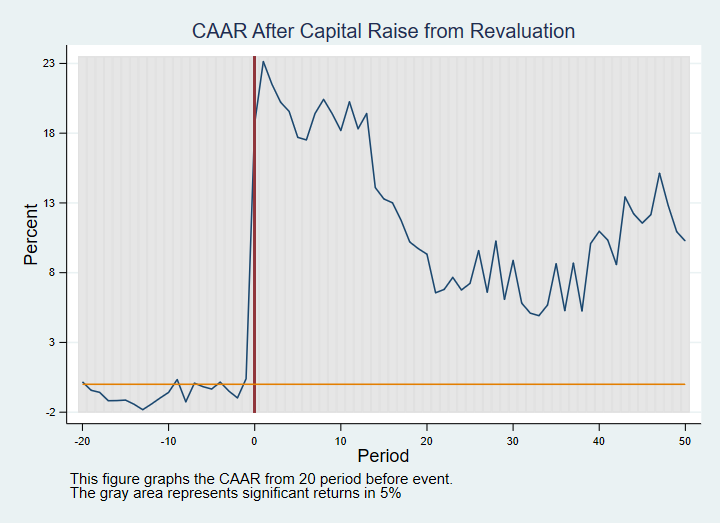 CAAR After Capital Raise from Revaluation
Percent
23
18
13
8
3
-2
-20
-10
0
10
20
30
40
50
Period
This figure graphs the CAAR from 20 period before event.
The gray area represents significant returns in 5%